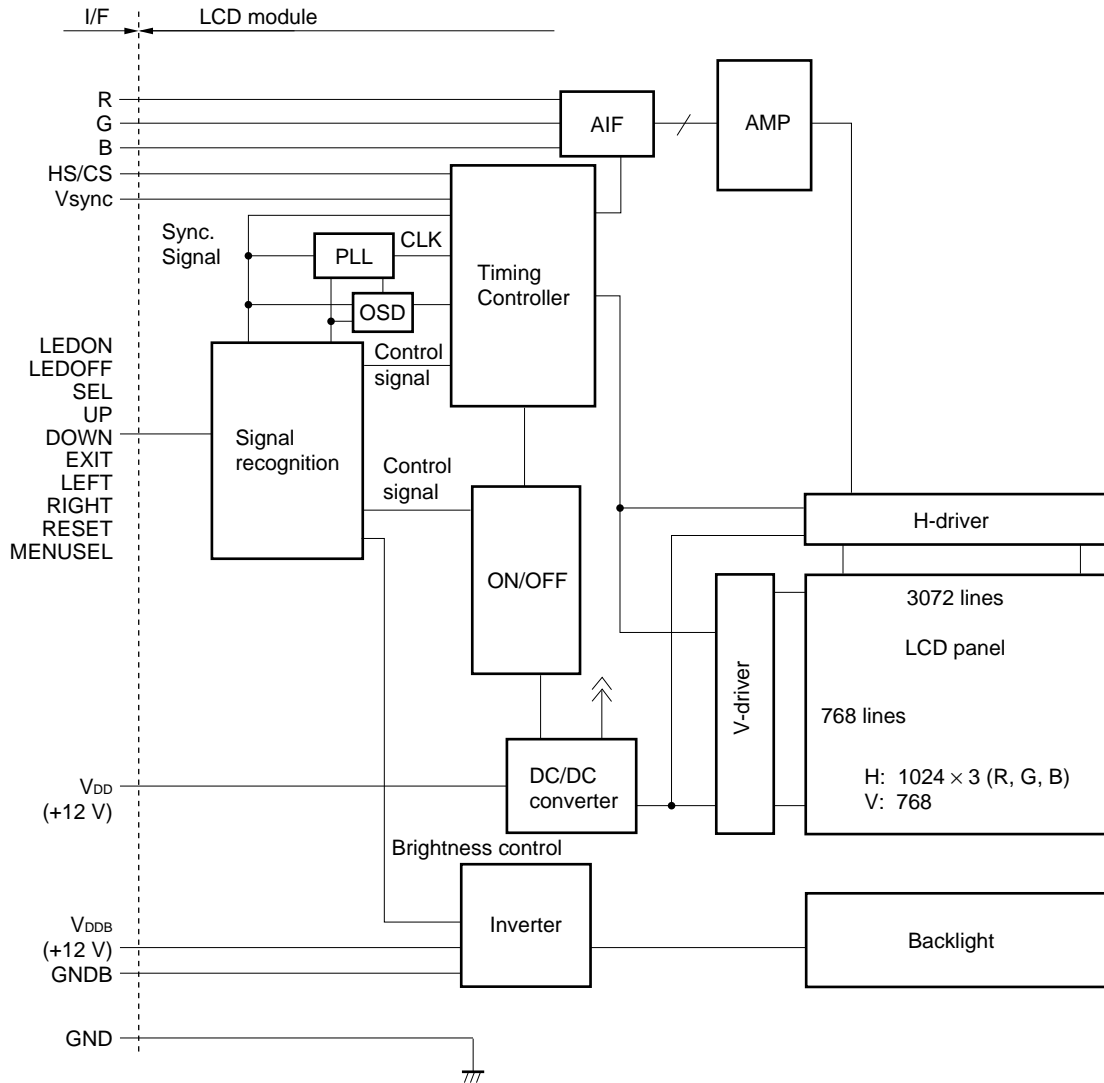 I/F
LCD module
R
G
B
HS/CS
Vsync
AIF
AMP
Sync.
Signal
PLL
CLK
OSD
Timing
Controller
LEDON
LEDOFF
SEL
UP
DOWN
EXIT
LEFT
RIGHT
RESET
MENUSEL
Signal
recognition
Control
signal
Control
signal
ON/OFF
H-driver
V-driver
3072 lines
LCD panel
768 lines
H: 1024 × 3 (R, G, B)
V: 768
VDD
(+12 V)
DC/DC
converter
Brightness control
VDDB
(+12 V)
GNDB
Inverter
Backlight
GND